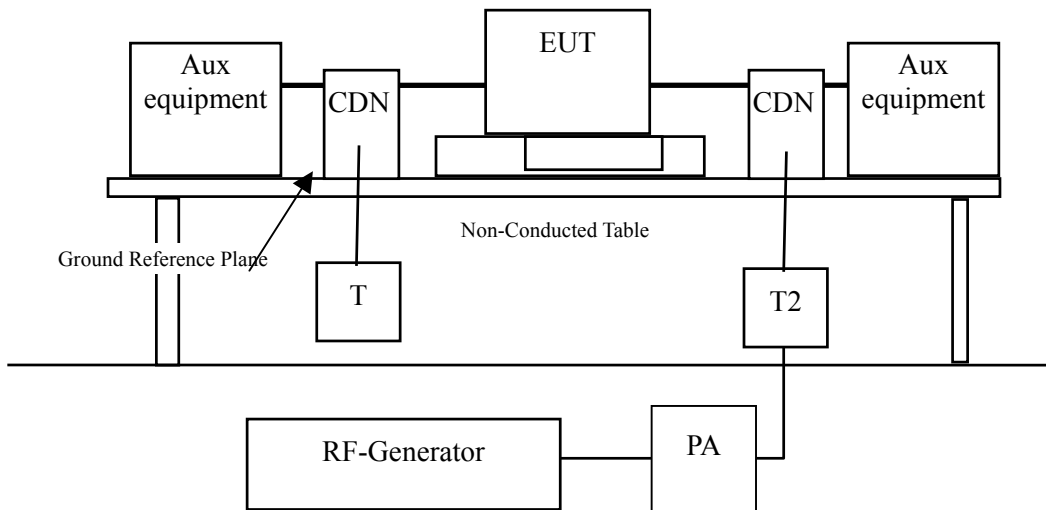 EUT
Aux
equipment
CDN
CDN
Aux
equipment
Non-Conducted Table
Ground Reference Plane
T
T2
RF-Generator
PA